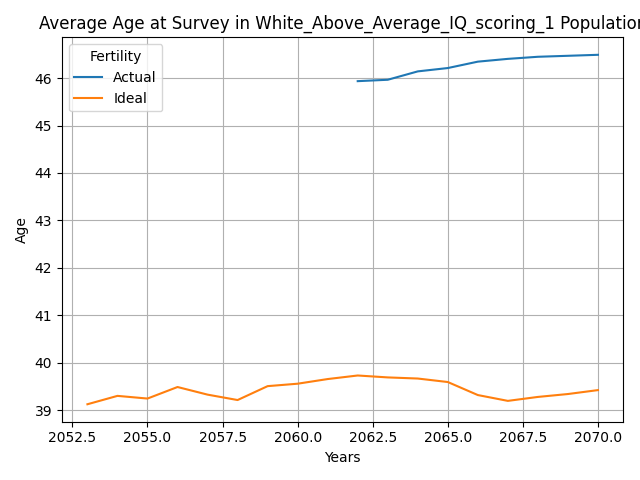 Average Age at Survey in White_Above_Average_IQ_scoring_1 Population
Fertility
Actual
Ideal
46
45
44
43
42
41
40
39
Age
2052.5 2055.0 2057.5 2060.0 2062.5 2065.0 2067.5 2070.0
Years